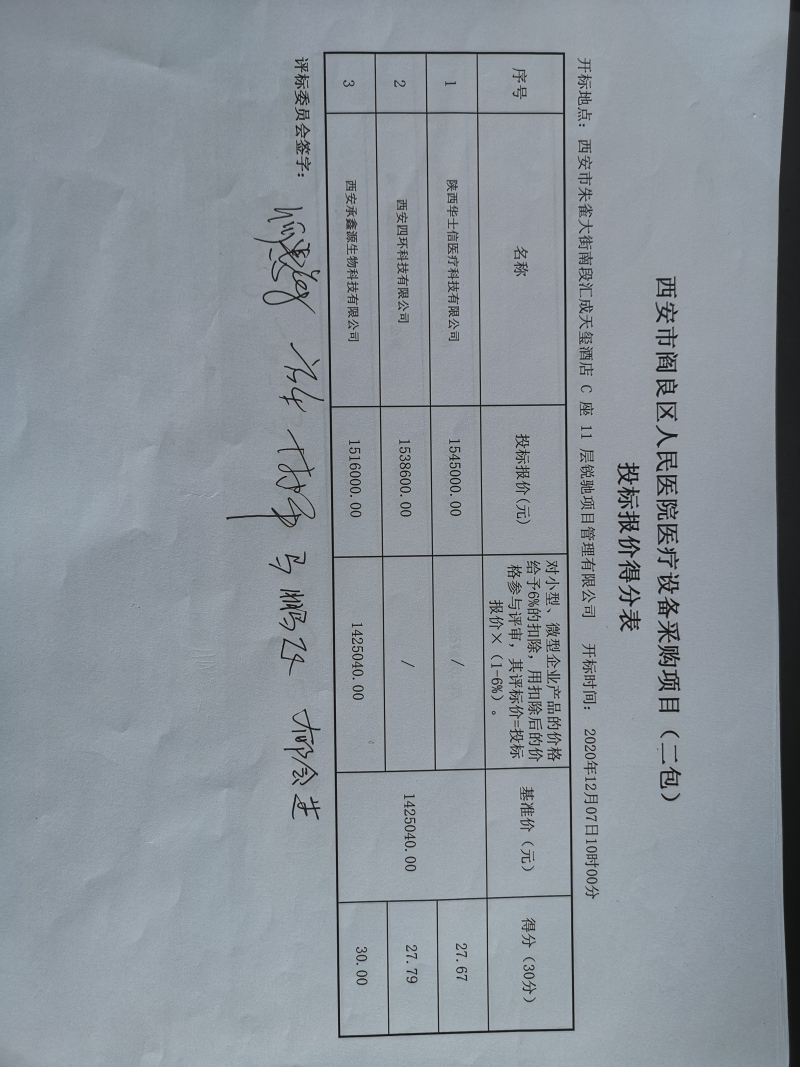 西安市阎良区人民医院医疗设备采购项目（二包）
投标报价得分表
开标地点：西安市朱雀大街南段汇成天玺酒店 C 座 11 层锐驰项目管理有限公司 开标时间： 2020年12月07日10时00分
序号 名称 投标报价(元) 对小型、微型企业产品的价格给予6%的扣除，用扣除后的价格参与评审，其评标价=投标报价×（1-6%）。 基准价（元） 得分（30分）
1 陕西华士信医疗科技有限公司 1545000.00 / 1425040.00 27.67
2 西安四环科技有限公司 1538600.00 / 27.79
3 西安承鑫源生物科技有限公司 1516000.00 1425040.00 30.00
评标委员会签字：